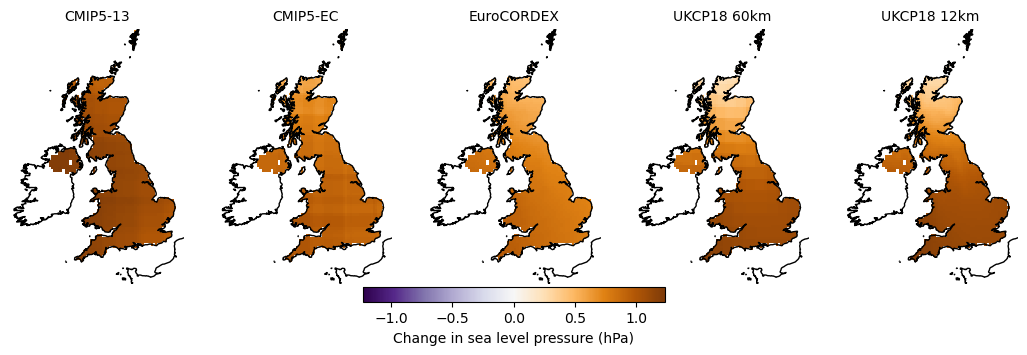 CMIP5-13 CMIP5-EC EuroCORDEX UKCP18 60km UKCP18 12km
−1.0 −0.5 0.0 0.5 1.0
Change in sea level pressure (hPa)